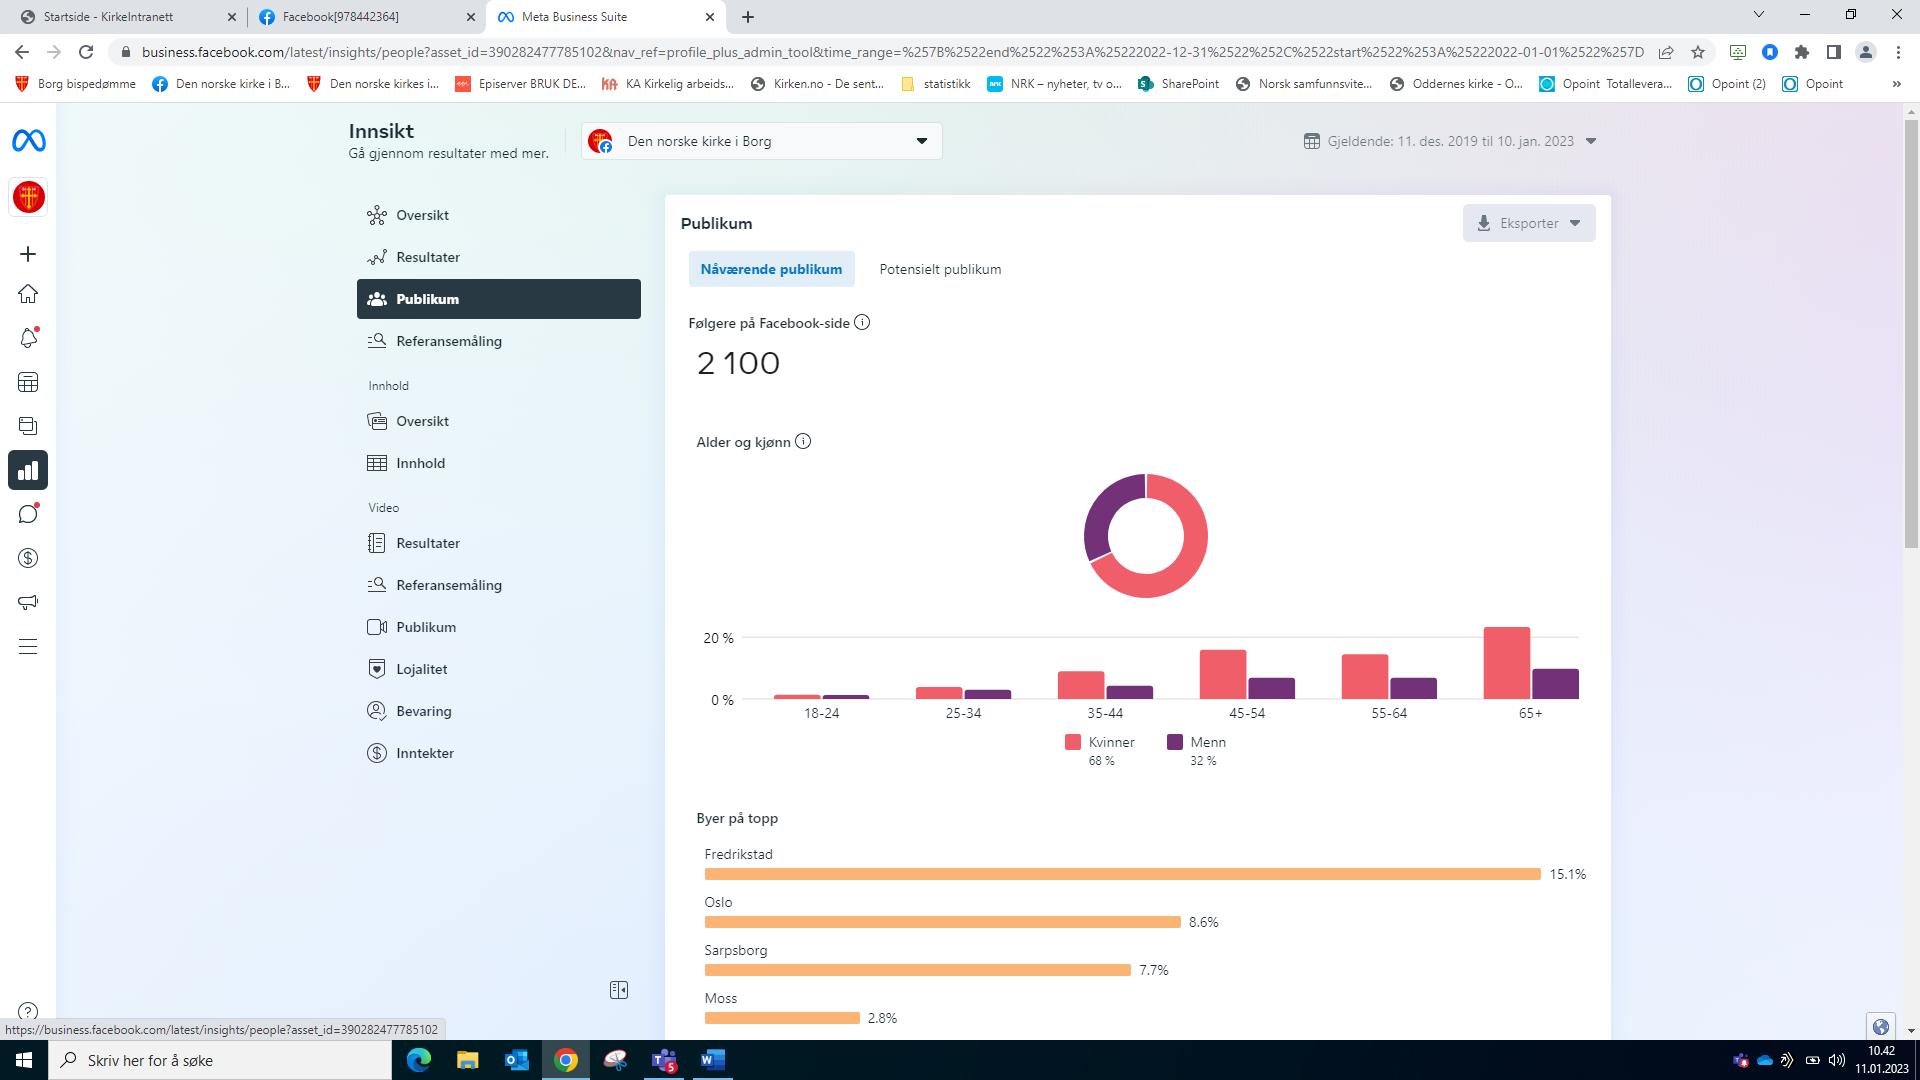 Startside - KirkeIntranett
Facebook[978442364]
Meta Business Suite
business.facebook.com/latest/insights/people?asset_id=390282477785102&nav_ref=profile_plus_admin_tool&time_range=%257B%2522end%2522%253A%25222022-12-31%2522%252C%2522start%2522%253A%25222022-01-01%2522%257D
Borg bispedømme
Den norske kirke i B...
Den norske kirkes i...
Episerver BRUK DE...
KA Kirkelig arbeids...
Kirken.no - De sent...
statistikk
NRK – nyheter, tv o...
SharePoint
Norsk samfunnsvite...
Oddernes kirke - O...
Opoint Totallevera...
Opoint (2)
Opoint
Innsikt
Gå gjennom resultater med mer.
Den norske kirke i Borg
Gjeldende: 11. des. 2019 til 10. jan. 2023
Oversikt
Resultater
Publikum
Referansemåling
Innhold
Oversikt
Innhold
Video
Resultater
Referansemåling
Publikum
Lojalitet
Bevaring
Inntekter
Publikum
Eksporter
Nåværende publikum
Potensielt publikum
Følgere på Facebook-side
2 100
Alder og kjønn
20 %
0 %
18-24
25-34
35-44
45-54
55-64
65+
Kvinner
68 %
Menn
32 %
Byer på topp
Fredrikstad
15.1%
Oslo
8.6%
Sarpsborg
7.7%
Moss
2.8%
https://business.facebook.com/latest/insights/people?asset_id=390282477785102
Skriv her for å søke
5
10.42
11.01.2023